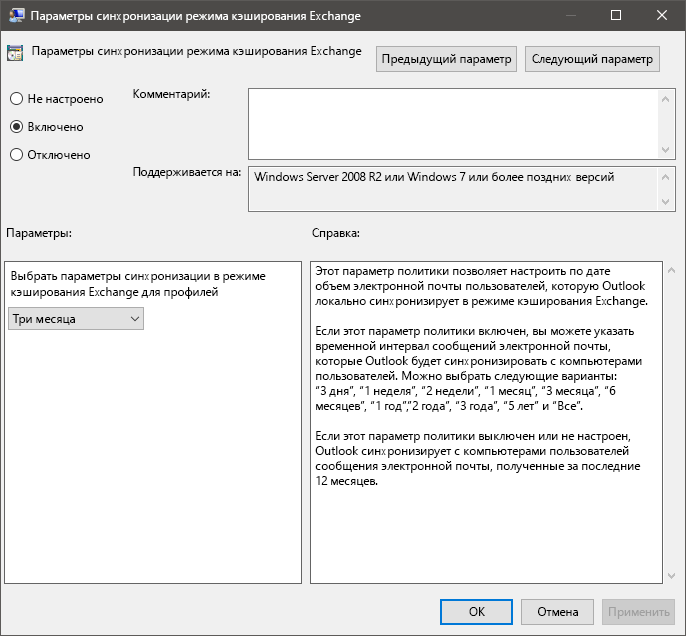 Параметры синхронизации режима кэширования Exchange
Параметры синхронизации режима кэширования Exchange
Предыдущий параметр
Следующий параметр
Не настроено
Включено
Отключено
Комментарий:
Поддерживается на:
Windows Server 2008 R2 или Windows 7 или более поздних версий
Параметры:
Справка:
Выбрать параметры синхронизации в режиме
кэширования Exchange для профилей
Три месяца
Этот параметр политики позволяет настроить по дате
объем электронной почты пользователей, которую Outlook
локально синхронизирует в режиме кэширования Exchange.
Если этот параметр политики включен, вы можете указать
временной интервал сообщений электронной почты,
которые Outlook будет синхронизировать с компьютерами
пользователей. Можно выбрать следующие варианты:
“3 дня”, “1 неделя”, “2 недели”, “1 месяц”, “3 месяца”, “6
месяцев”, “1 год”,“2 года”, “3 года”, “5 лет” и “Все”.
Если этот параметр политики выключен или не настроен,
Outlook синхронизирует с компьютерами пользователей
сообщения электронной почты, полученные за последние
12 месяцев.
ОК
Отмена
Применить